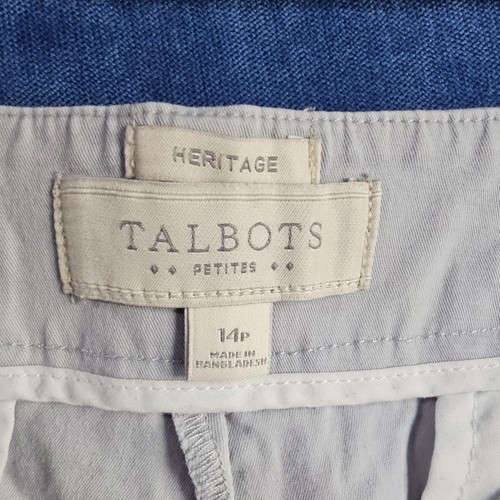 HERITAGE
TALBOTS
PETITES
14P
MADE IN
BANGLADESH